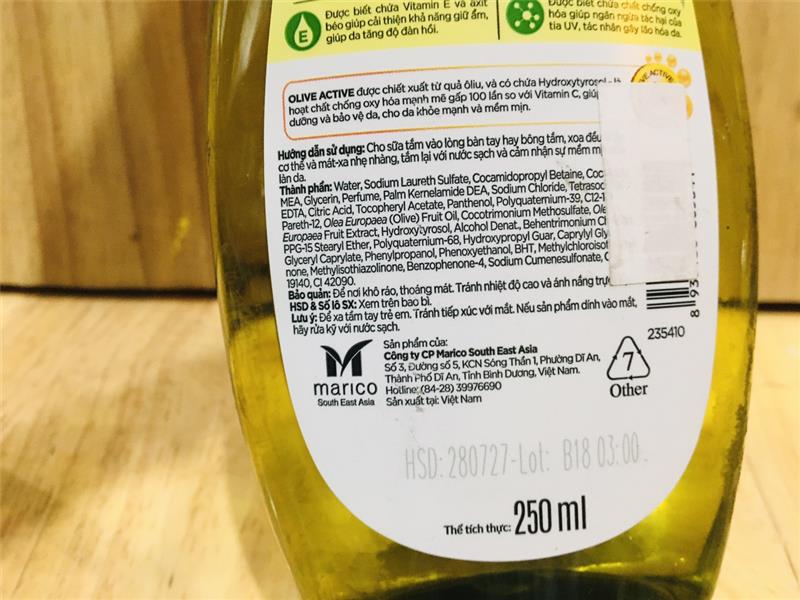 Được biết chứa Vitamin E và axit
béo giúp cải thiện khả năng giữ ẩm,
giúp da tăng độ đàn hồi.
E
Được biết chứa chất chống oxy
hóa giúp ngăn ngừa tác hại của
tia UV, tác nhân gây lão hóa da.
OLIVE ACTIVE được chiết xuất từ quả ôliu, và có chứa
hoạt chất chống oxy hóa mạnh mẽ gấp 100 lần so với Vitamin C, giúp
dưỡng và bảo vệ da, cho da khỏe mạnh và mềm mịn.
Hướng dẫn sử dụng: Cho sữa tắm vào lòng bàn tay hay bông tắm, xoa đều
cơ thể và mát-xa nhẹ nhàng, tắm lại với nước sạch và cảm nhận sự mềm
làn da.
Thành phần: Water, Sodium Laureth Sulfate, Cocamidopropyl Betaine,
MEA, Glycerin, Perfume, Palm Kernelamide DEA, Sodium Chloride,
EDTA, Citric Acid, Tocopheryl Acetate, Panthenol, Polyquaternium-39, C12-1
Pareth-12, Olea Europaea (Olive) Fruit Oil, Cocotrimonium Methosulfate,
Europaea Fruit Extract, Hydroxytyrosol, Alcohol Denat., Behentrimonium
PPG-15 Stearyl Ether, Polyquaternium-68, Hydroxypropyl Guar, Caprylyl
Glyceryl Caprylate, Phenylpropanol, Phenoxyethanol, BHT,
none, Methylisothiazolinone, Benzophenone-4, Sodium Cumenesulfonate,
19140, CI 42090.
Bảo quản: Để nơi khô ráo, thoáng mát. Tránh nhiệt độ cao và ánh nắng
HSD & Số lô SX: Xem trên bao bì.
Lưu ý: Để xa tầm tay trẻ em. Tránh tiếp xúc với mắt. Nếu sản phẩm dính vào mắt,
hãy rửa kỹ với nước sạch.
235410
marico
South East Asia
Sản phẩm của:
Công ty CP Marico South East Asia
Số 3, Đường số 5, KCN Sóng Thần 1, Phường Dĩ An,
Thành Phố Dĩ An, Tỉnh Bình Dương, Việt Nam.
Hotline: (84-28) 39976690
Sản xuất tại: Việt Nam
7
Other
HSD: 280727-Lot: B18 03:00
Thể tích thực: 250 ml